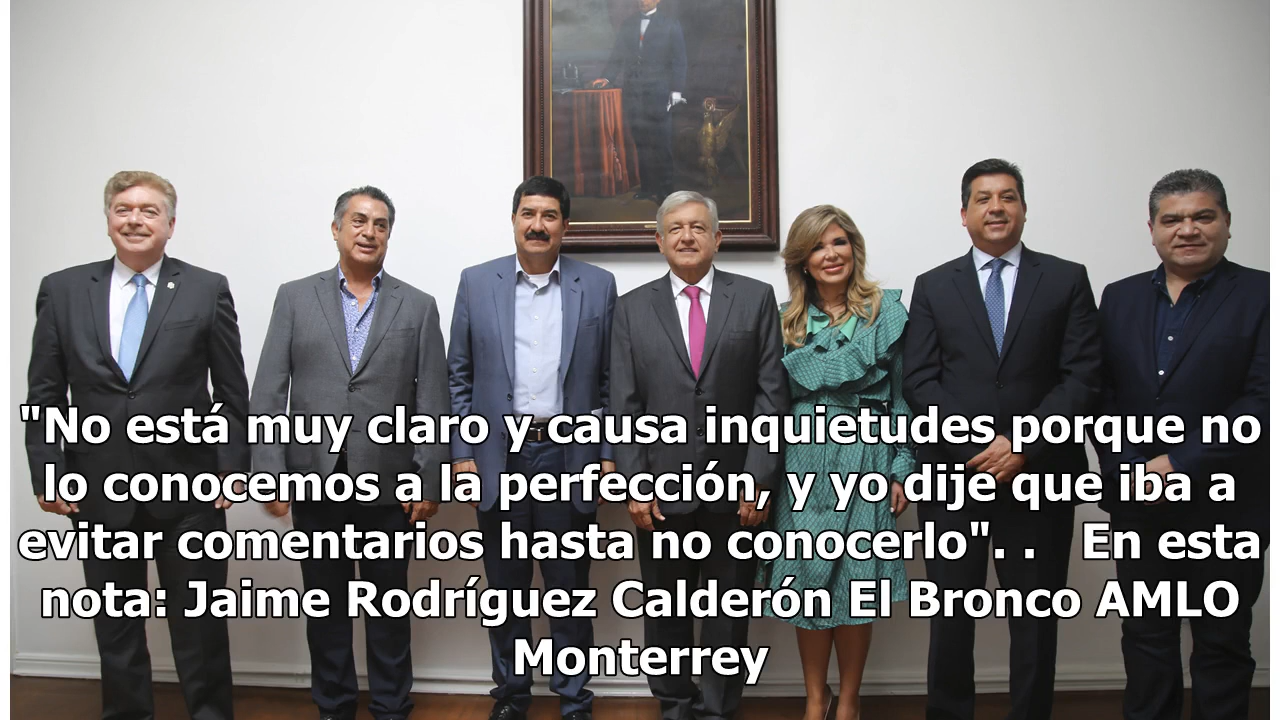 "No está muy claro y causa inquietudes porque no
lo conocemos a la perfección, y yo dije que iba a
evitar comentarios hasta no conocerlo". .   En esta
nota: Jaime Rodríguez Calderón El Bronco AMLO
Monterrey